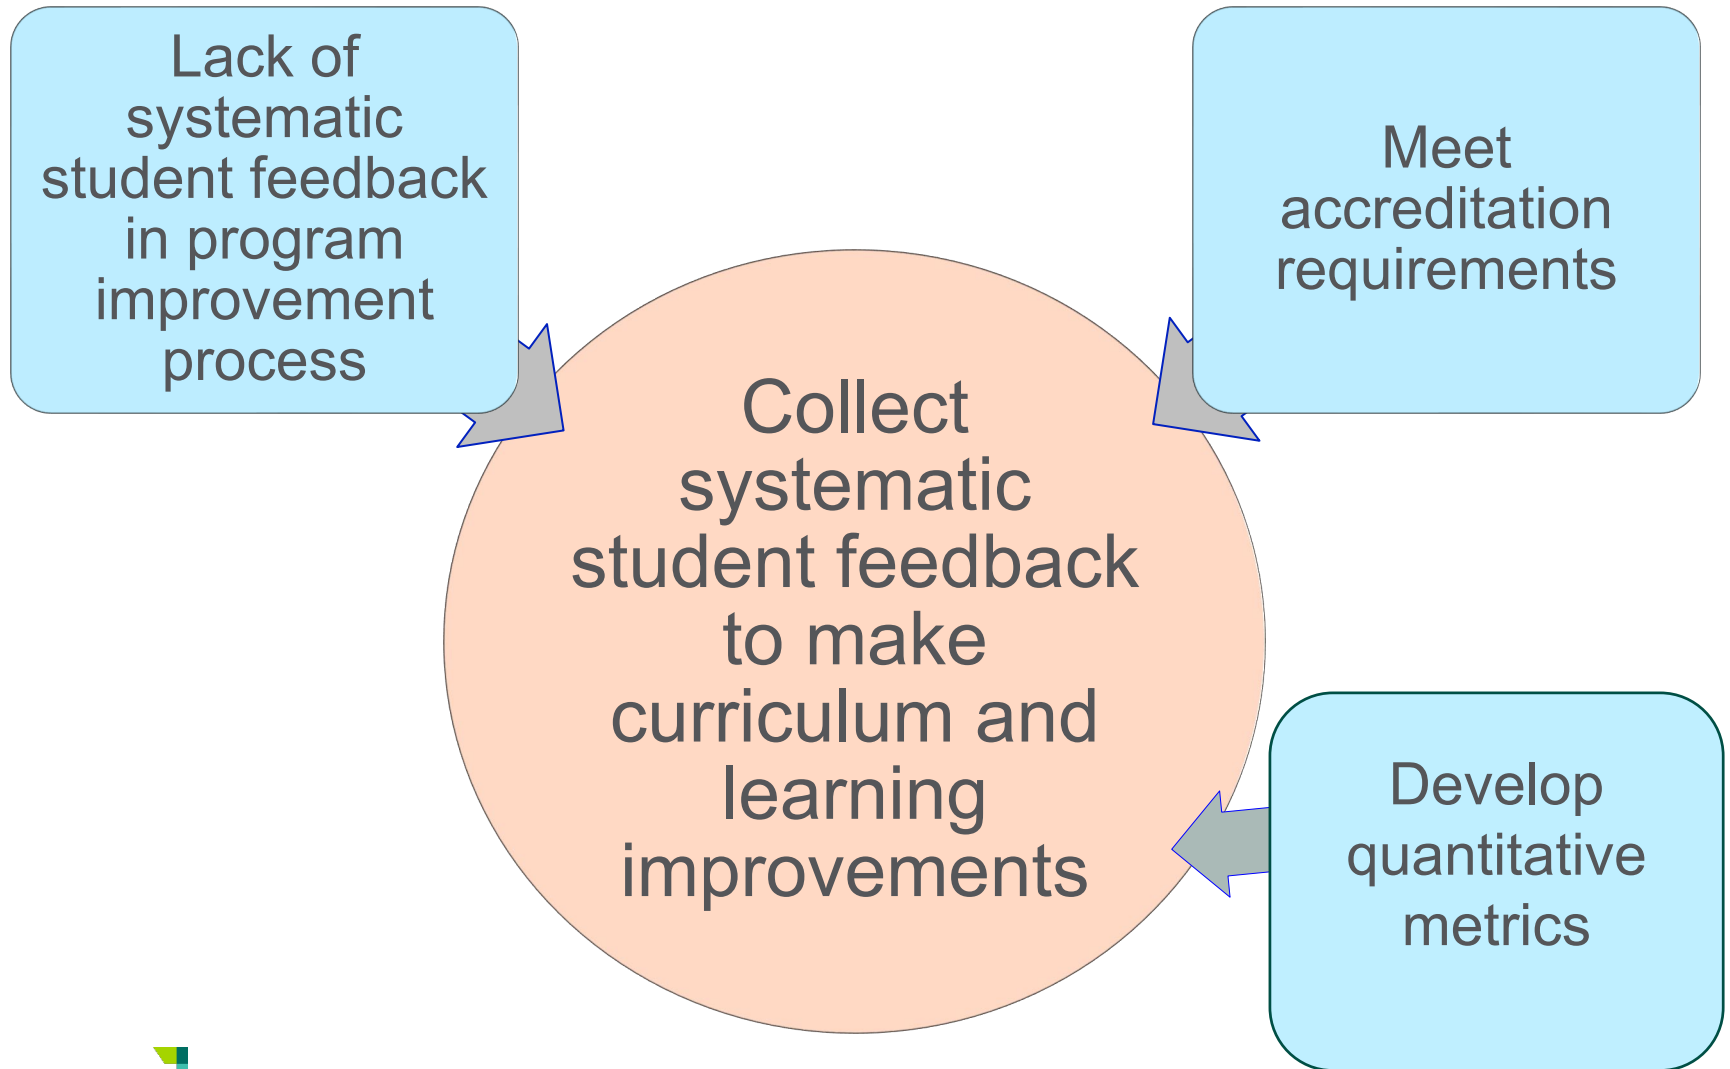 Lack of
systematic
student feedback
in program
improvement
process
Meet
accreditation
requirements
Collect
systematic
student feedback
to make
curriculum and
learning
improvements
Develop
quantitative
metrics